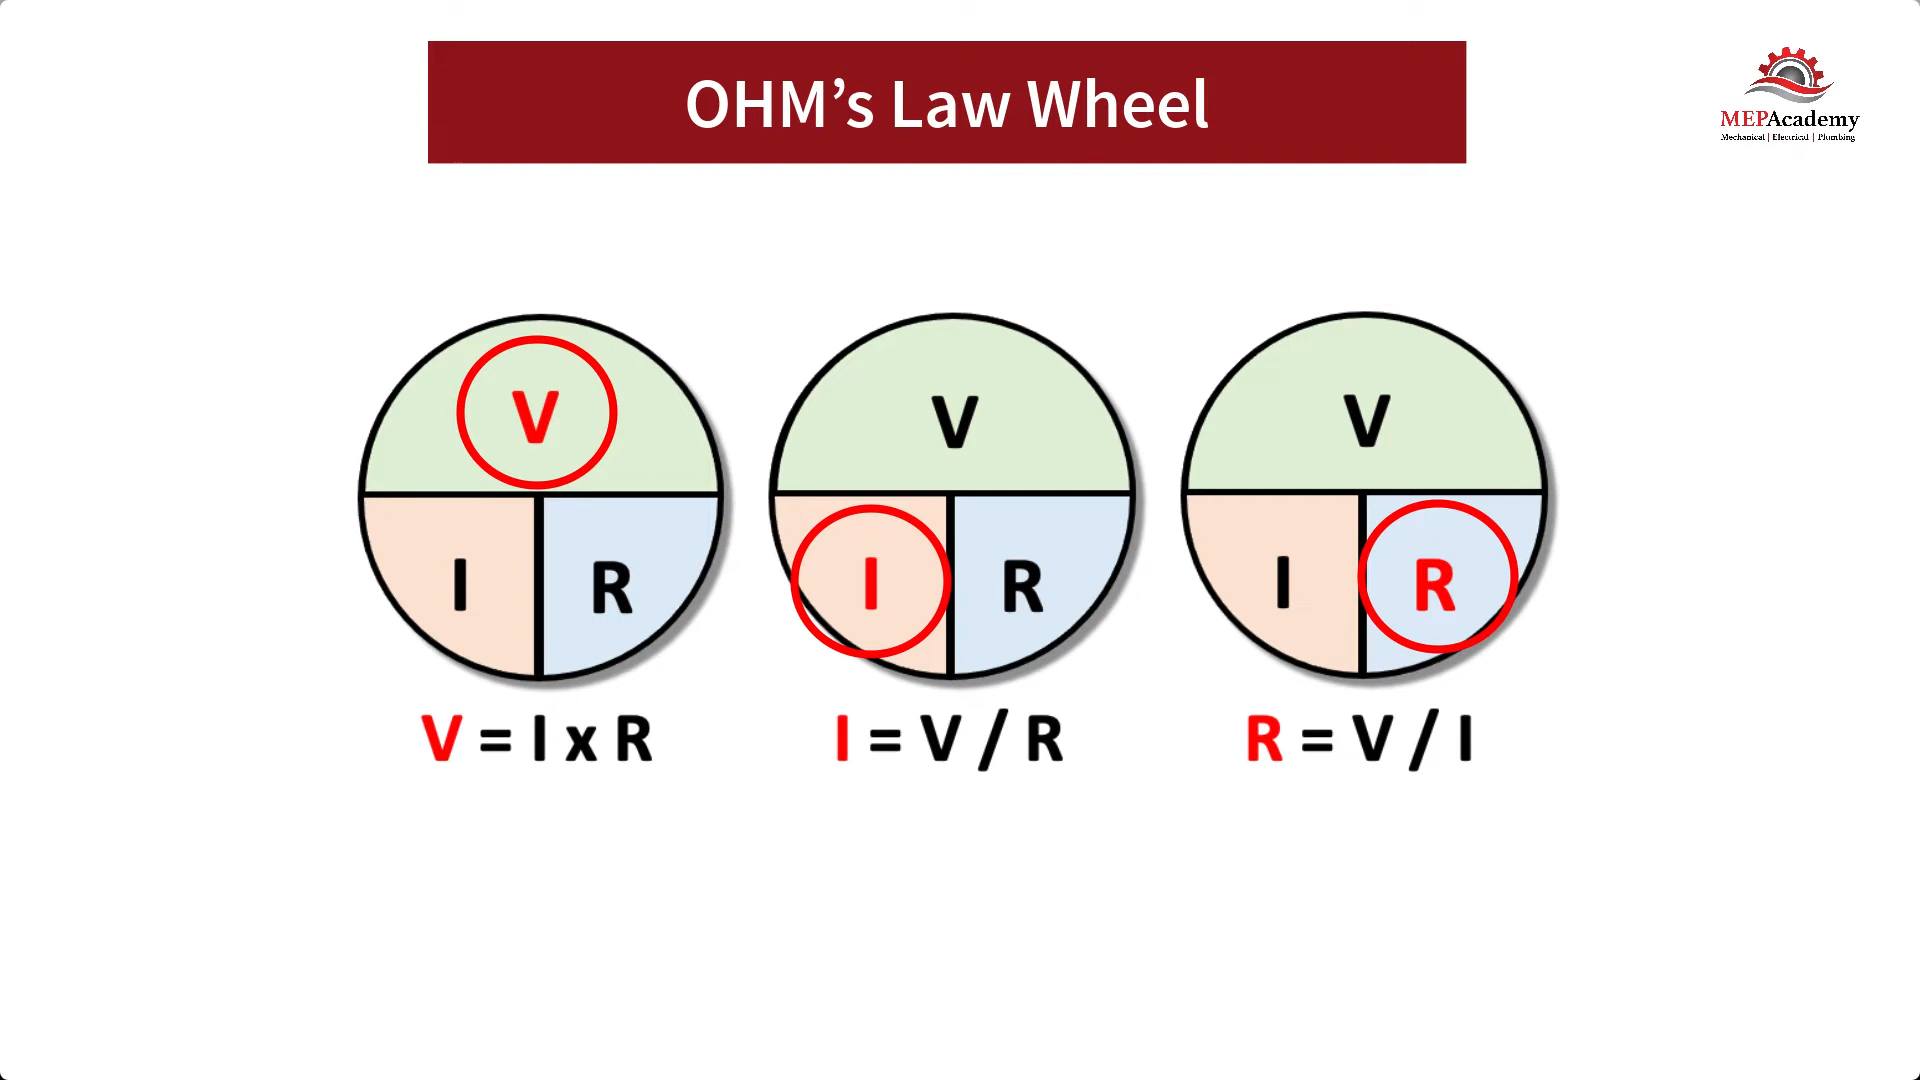 OHM’s Law Wheel
MEPAcademy
Mechanical | Electrical | Plumbing
V
I R
V = I x R
V
I R
I = V / R
V
I R
R = V / I